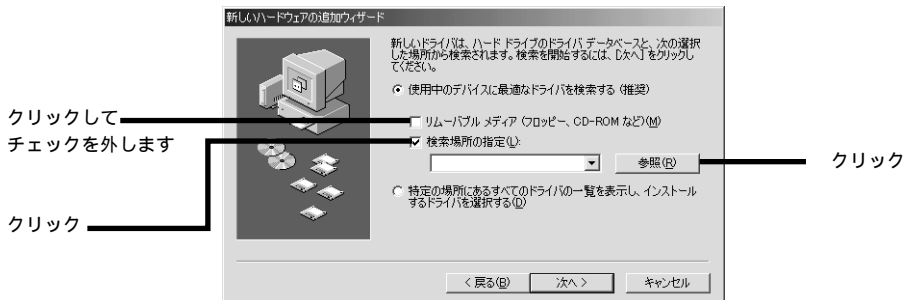 新しいハードウェアの追加ウィザード
新しいドライバは、ハード ドライブのドライバ データベースと、次の選択
した場所から検索されます。検索を開始するには、[次へ] をクリックし
てください。
使用中のデバイスに最適なドライバを検索する (推奨)
クリックして
チェックを外します
リムーバブル メディア (フロッピー、CD-ROM など)(M)
検索場所の指定(L):
参照(R)
クリック
特定の場所にあるすべてのドライバの一覧を表示し、インストール
するドライバを選択する(D)
クリック
< 戻る(B)
次へ >
キャンセル